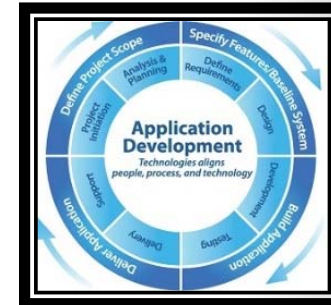 Define Project Scope
Specify Features/Baseline System
Analysis &
Planning
Define
Requirements
Project
Initiation
Design
Application
Development
Technologies aligns
people, process, and technology
Support
Development
Delivery
Testing
Deliver Application
Build Application